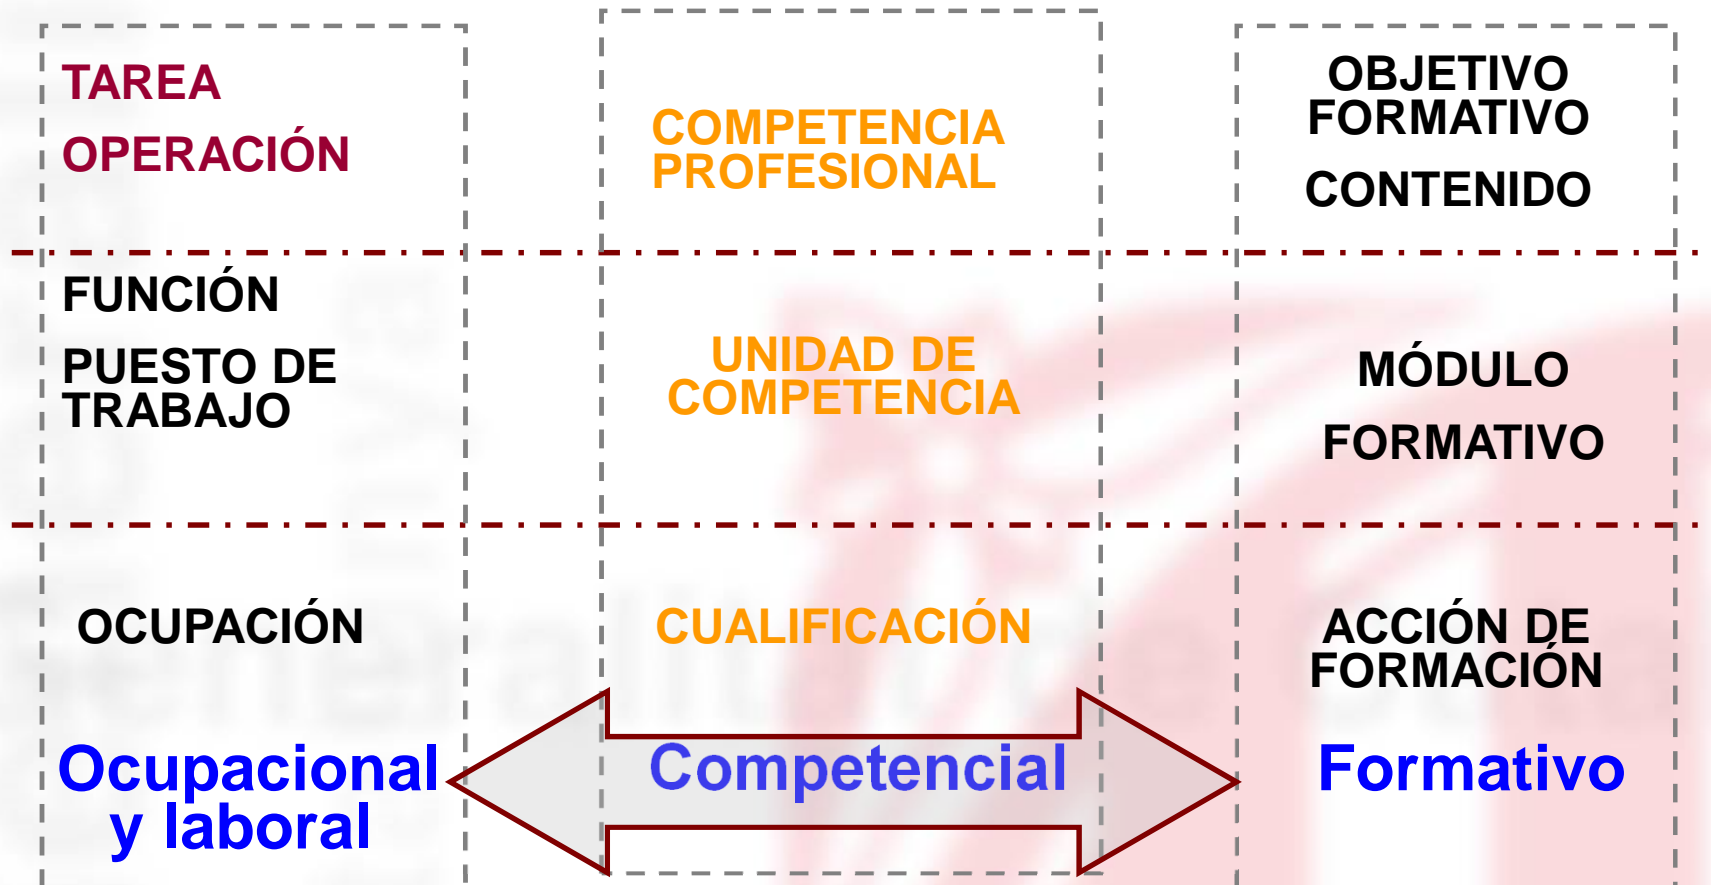 TAREA
OPERACIÓN
COMPETENCIA
PROFESIONAL
OBJETIVO
FORMATIVO
CONTENIDO
FUNCIÓN
PUESTO DE
TRABAJO
UNIDAD DE
COMPETENCIA
MÓDULO
FORMATIVO
OCUPACIÓN
CUALIFICACIÓN
ACCIÓN DE
FORMACIÓN
Ocupacional
y laboral
Competencial
Formativo